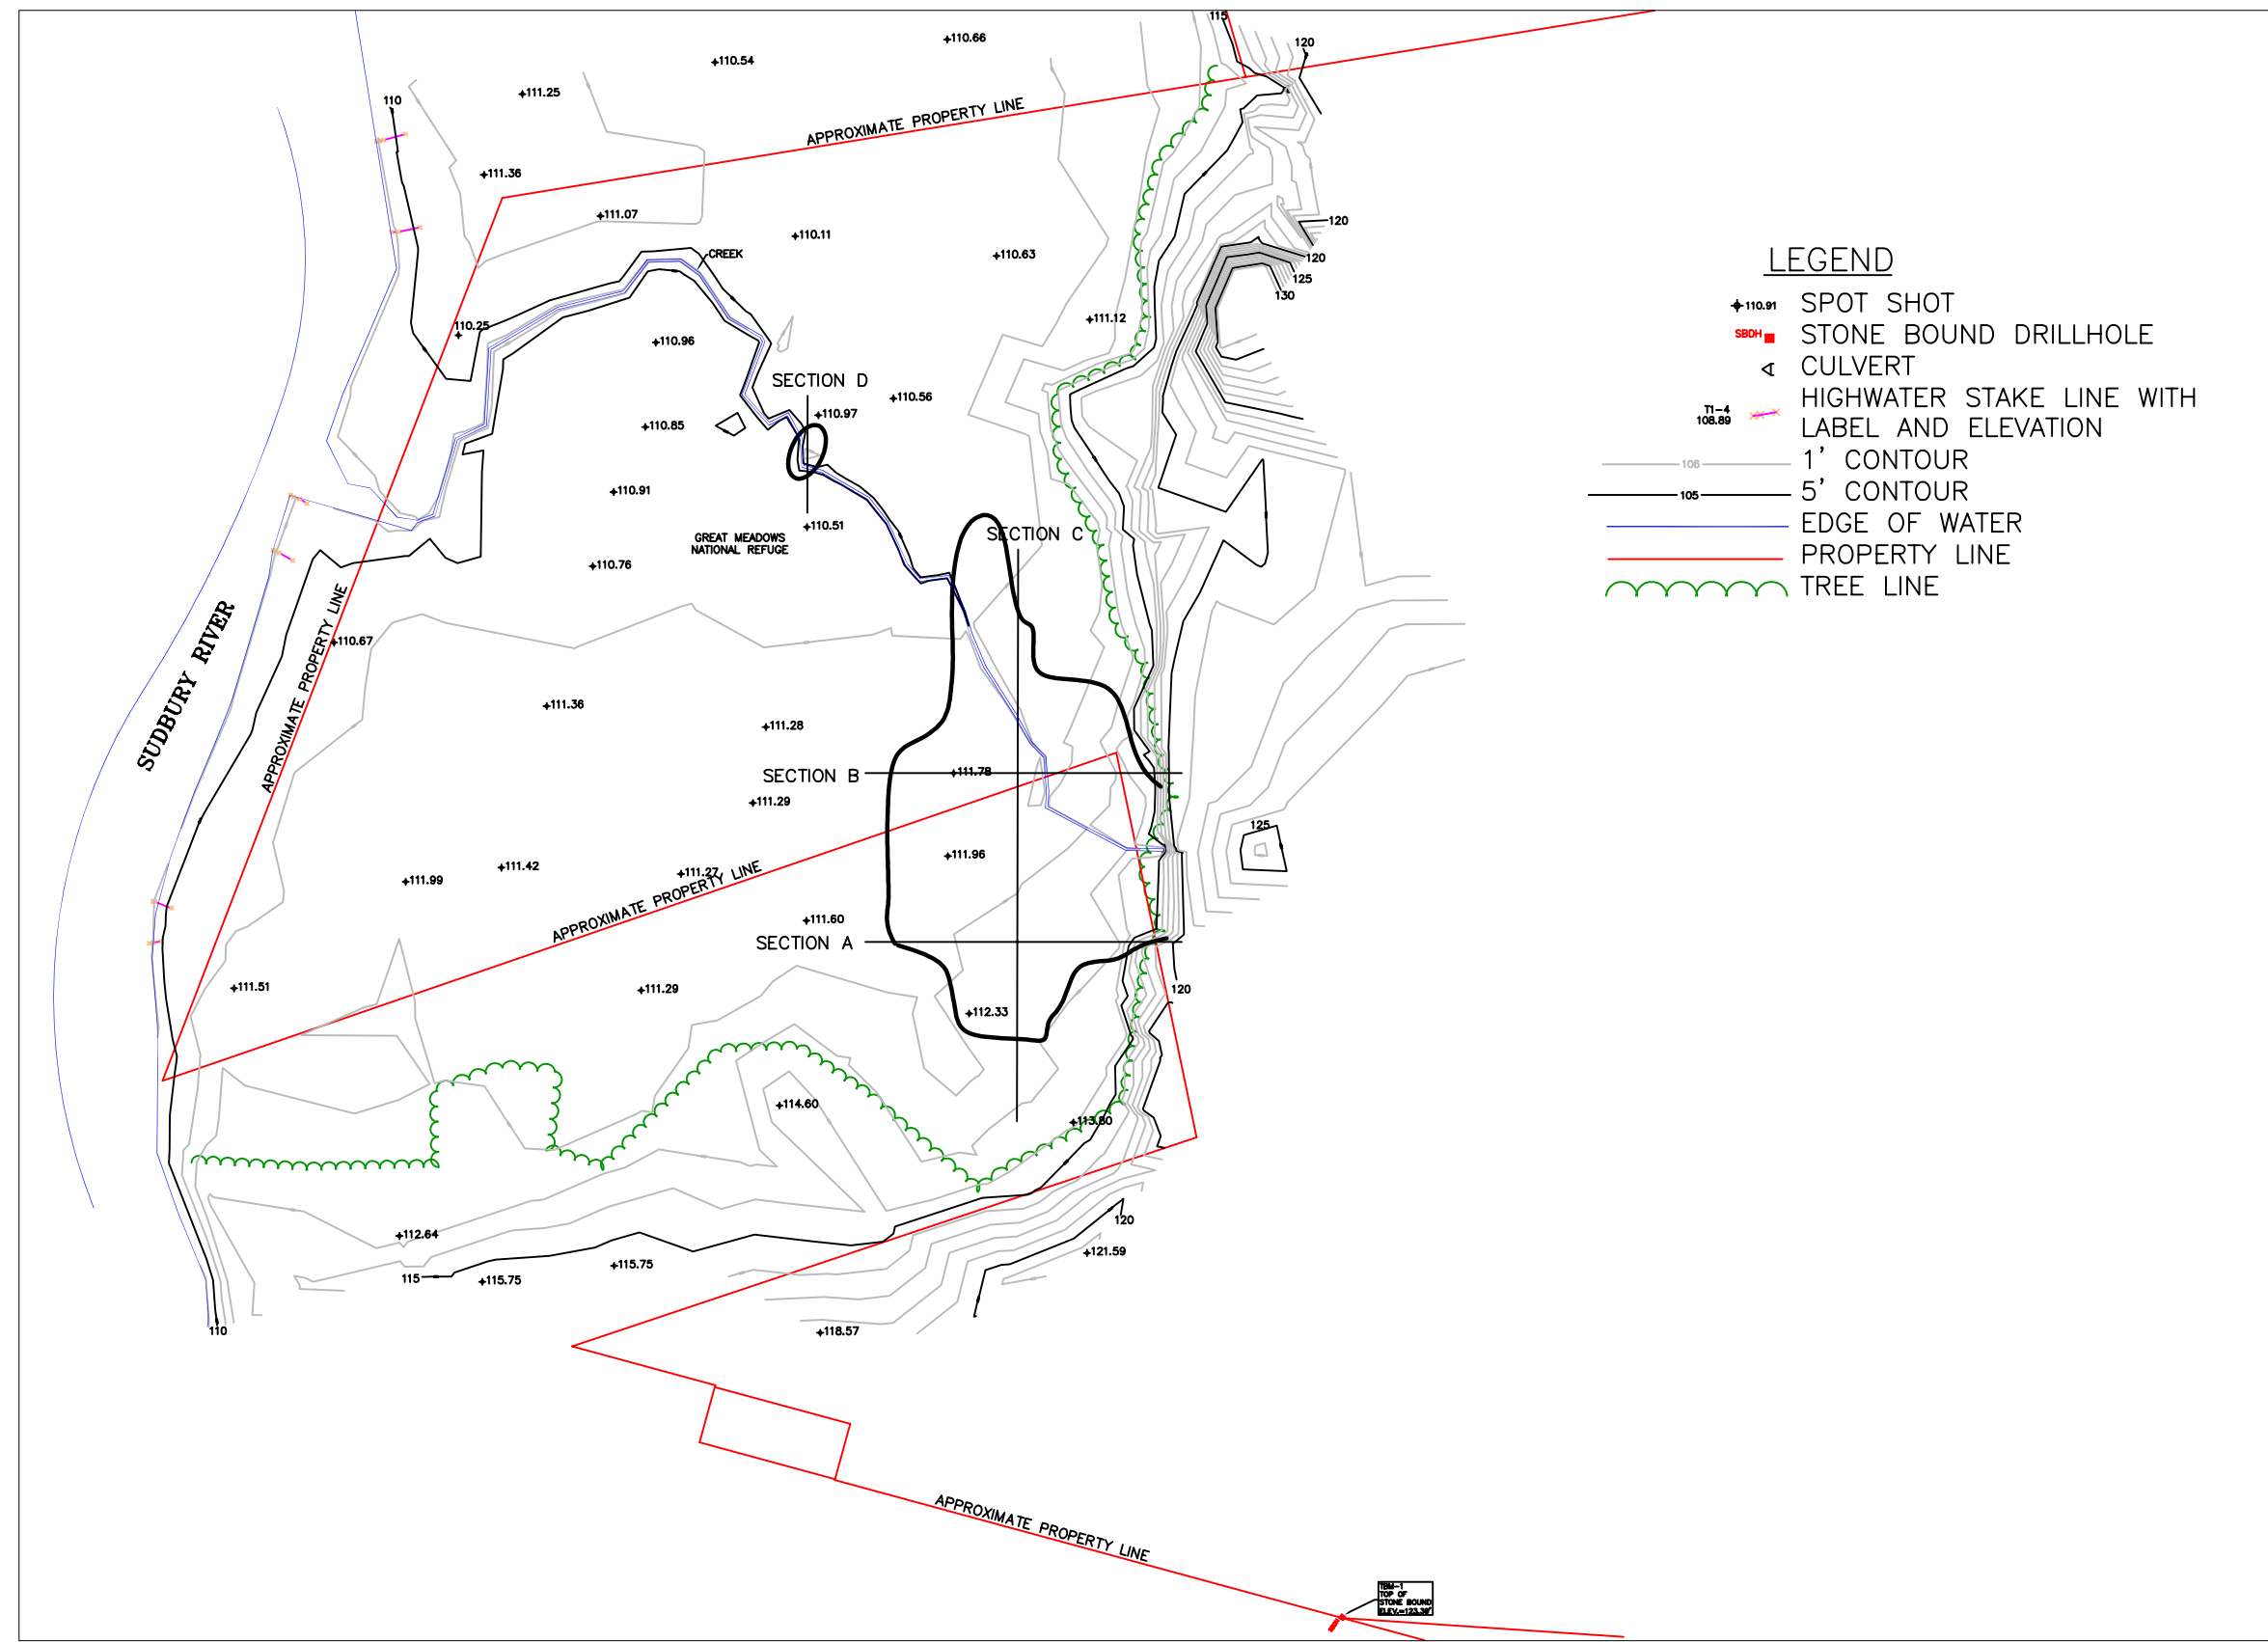 115
120
110.66
110.54
111.25
110
APPROXIMATE PROPERTY LINE
111.36
111.07
110.11
110.63
CREEK
120
120
125
130
110.25
110.96
111.12
SECTION D
110.97
110.56
110.85
110.91
110.51
GREAT MEADOWS
NATIONAL REFUGE
SECTION C
110.76
SUDBURY RIVER
APPROXIMATE PROPERTY LINE
110.67
111.36
111.28
SECTION B
111.78
111.29
125
111.96
111.99
111.42
111.27
APPROXIMATE PROPERTY LINE
111.60
SECTION A
111.51
111.29
120
112.33
114.60
113.80
112.64
120
121.59
115
115.75
115.75
110
118.57
APPROXIMATE PROPERTY LINE
TBM-1
TOP OF
STONE BOUND
ELEV.=123.39'
LEGEND
110.91 SPOT SHOT
SBDH STONE BOUND DRILLHOLE
CULVERT
T1-4 HIGHWATER STAKE LINE WITH
108.89 LABEL AND ELEVATION
106 1' CONTOUR
105 5' CONTOUR
EDGE OF WATER
PROPERTY LINE
TREE LINE